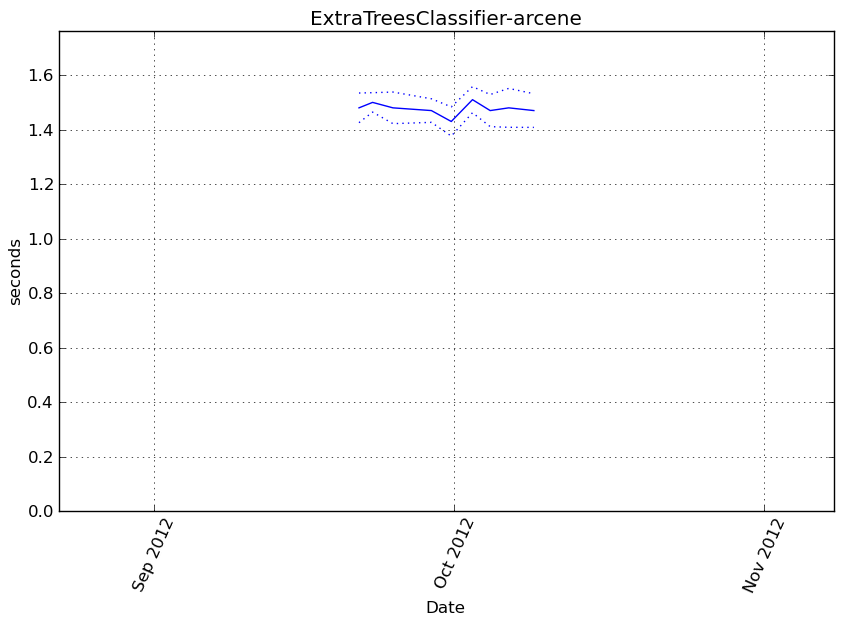 ExtraTreesClassifier-arcene
1.6
1.4
1.2
1.0
0.8
0.6
0.4
0.2
0.0
seconds
Sep 2012
Oct 2012
Nov 2012
Date